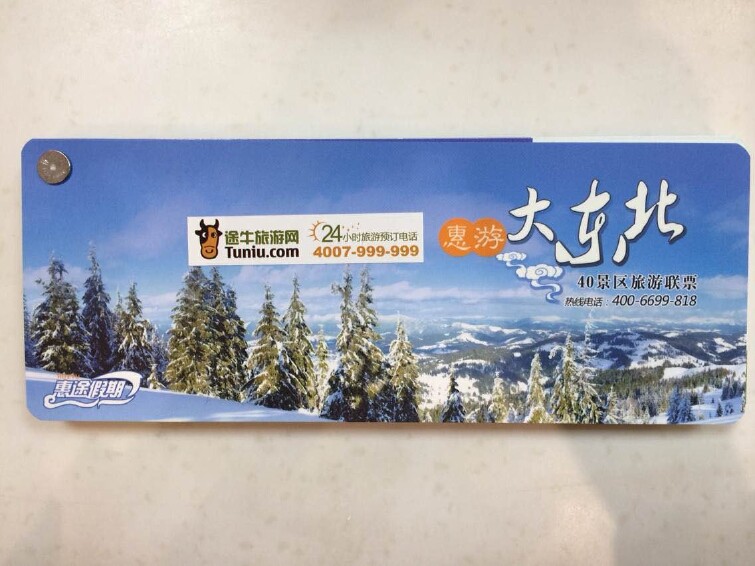 途牛旅游网
Tuniu.com
24小时旅游预订电话
4007-999-999
惠游
大东北
40景区旅游联票
热线电话：400-6699-818
惠途假期